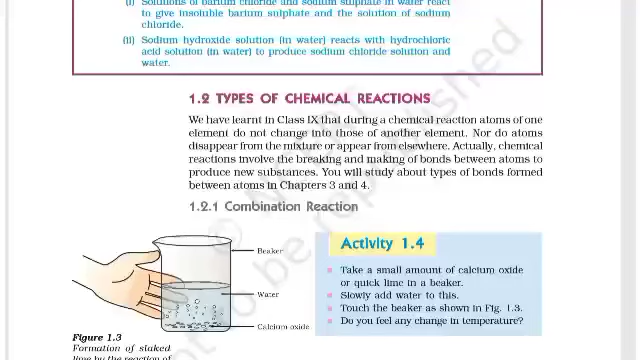 (i) Solutions of barium chloride and sodium sulphate in water react
to give insoluble barium sulphate and the solution of sodium
chloride.
(ii) Sodium hydroxide solution (in water) reacts with hydrochloric
acid solution (in water) to produce sodium chloride solution and
water.
1.2 TYPES OF CHEMICAL REACTIONS
We have learnt in Class IX that during a chemical reaction atoms of one
element do not change into those of another element. Nor do atoms
disappear from the mixture or appear from elsewhere. Actually, chemical
reactions involve the breaking and making of bonds between atoms to
produce new substances. You will study about types of bonds formed
between atoms in Chapters 3 and 4.
1.2.1 Combination Reaction
Beaker
Water
Calcium oxide
Figure 1.3
Formation of slaked
lime by the reaction of
Activity 1.4
Take a small amount of calcium oxide
or quick lime in a beaker.
Slowly add water to this.
Touch the beaker as shown in Fig. 1.3.
Do you feel any change in temperature?